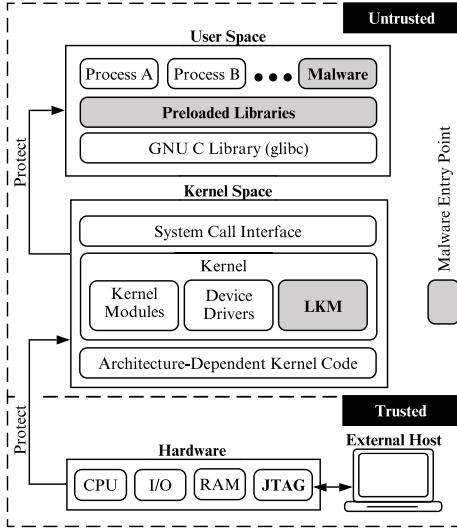 Untrusted
User Space
Process A
Process B
Malware
Preloaded Libraries
GNU C Library (glibc)
Protect
Malware Entry Point
Kernel Space
System Call Interface
Kernel
Kernel
Modules
Device
Drivers
LKM
Architecture-Dependent Kernel Code
Protect
Trusted
Hardware
External Host
CPU
I/O
RAM
JTAG